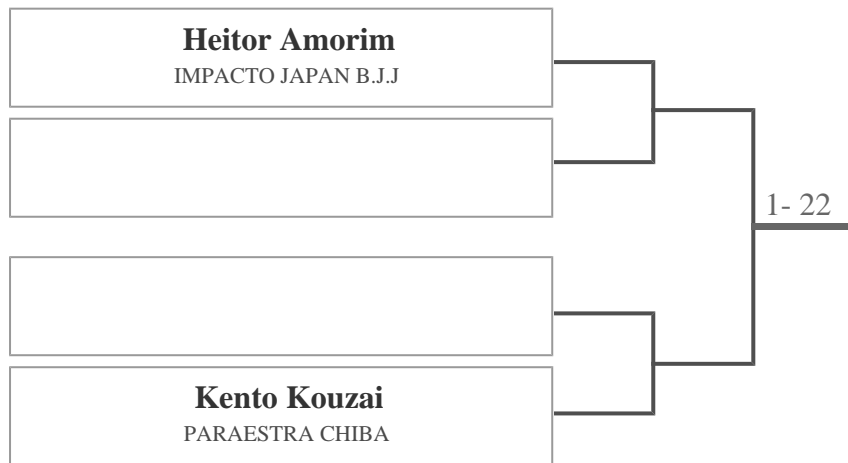 Heitor Amorim
IMPACTO JAPAN B.J.J
1- 22
Kento Kouzai
PARAESTRA CHIBA